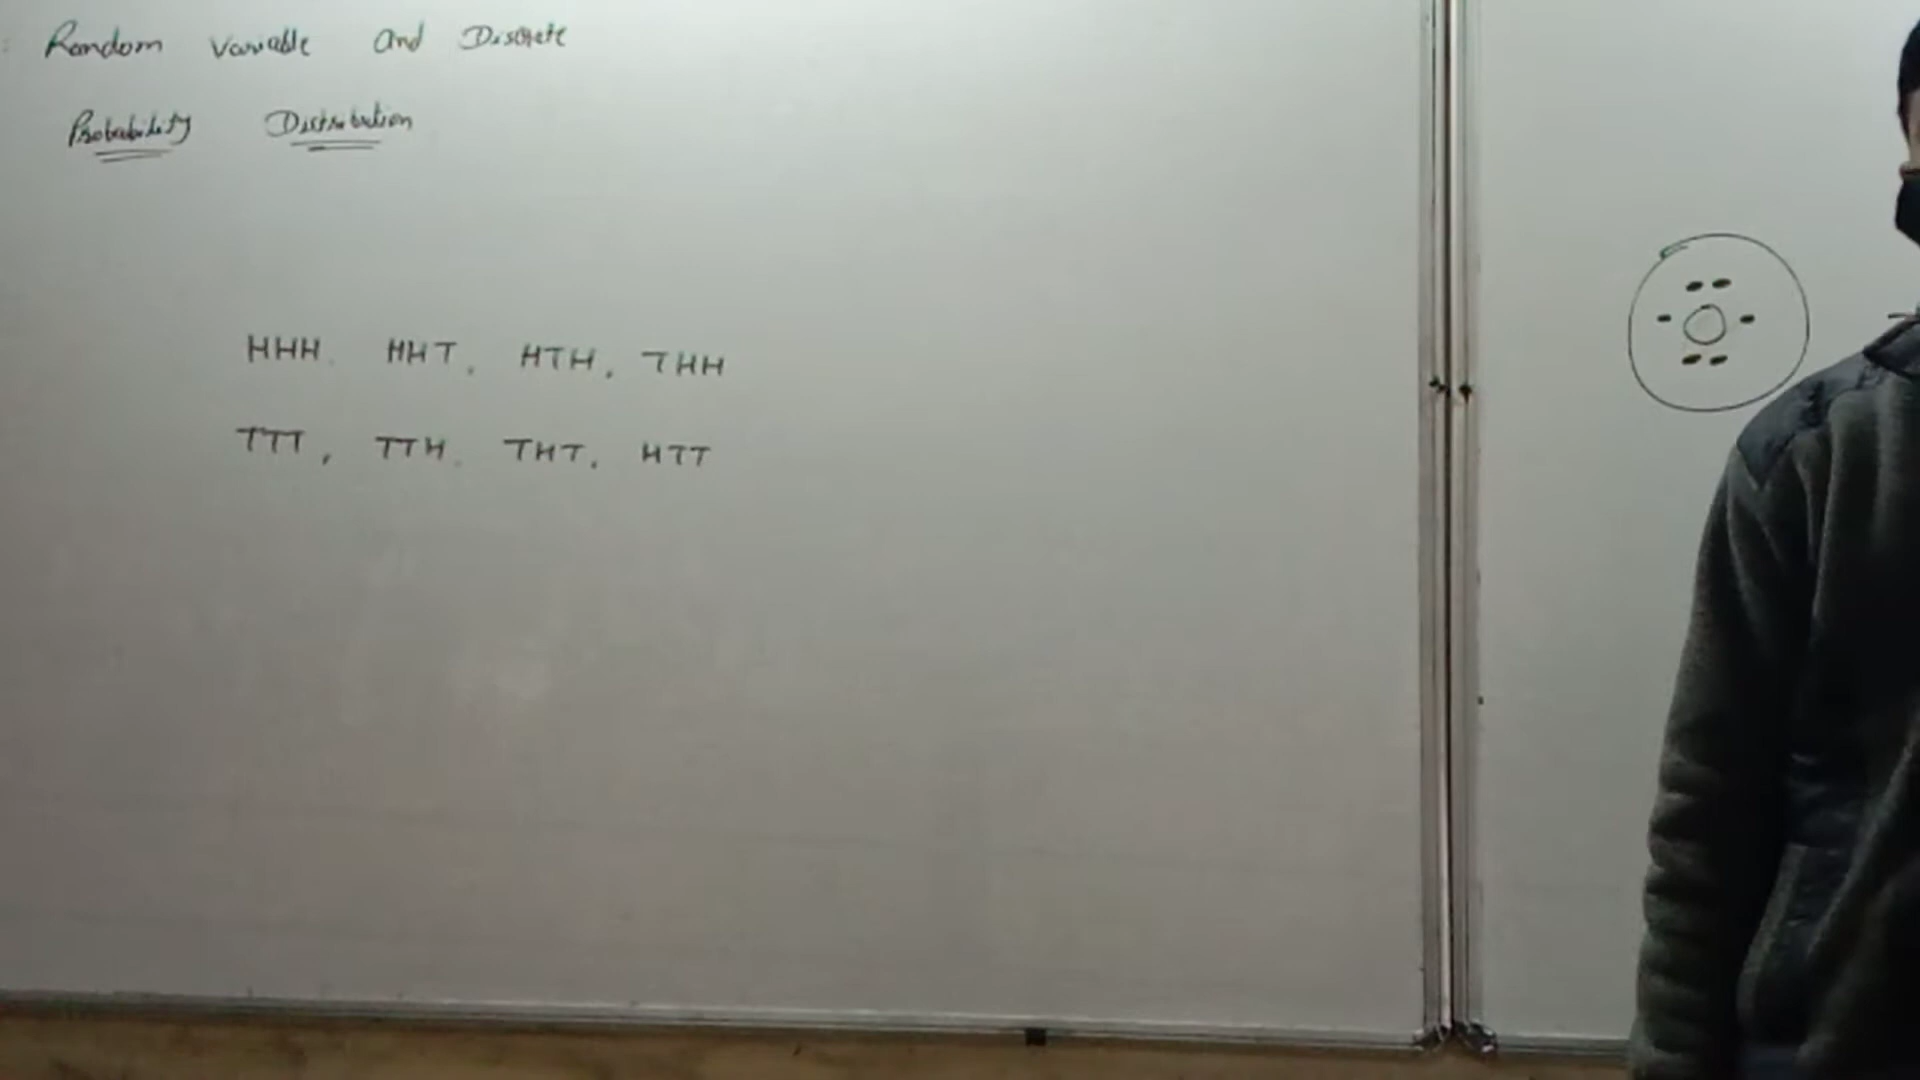 Random Variable and Discrete
Probability Distribution
HHH, HHT, HTH, THH
TTT, TTH, THT, HTT